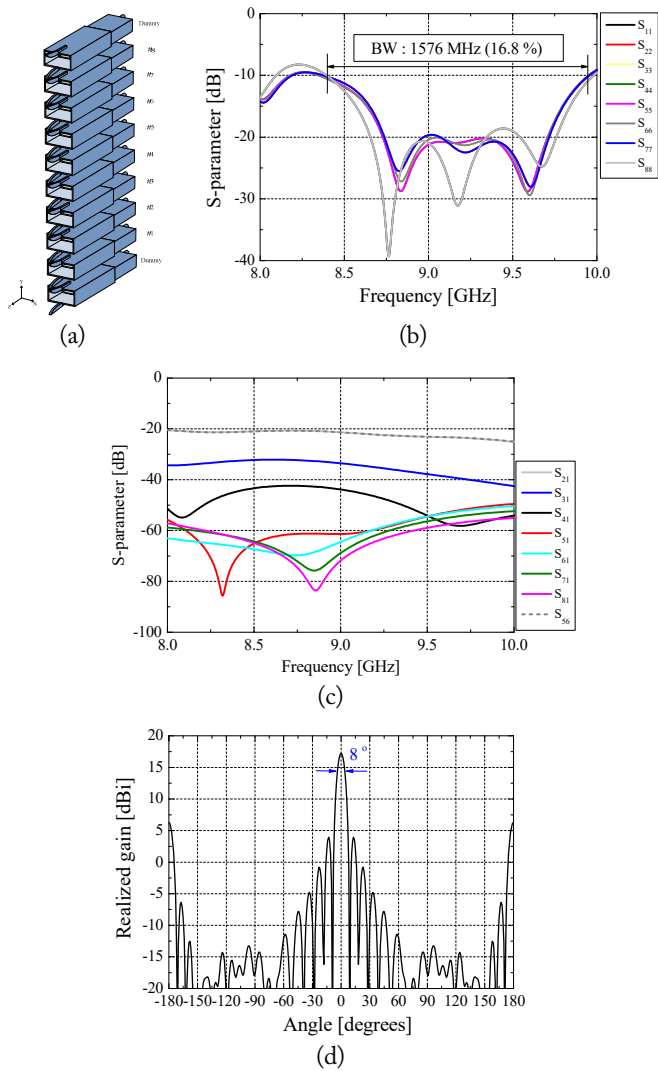 Dummy
#8
#7
#6
#5
#4
#3
#2
#1
Dummy
Y
(a)
0
-10
-20
-30
-40
S-parameter [dB]
BW : 1576 MHz (16.8 %)
8.0 8.5 9.0 9.5 10.0
Frequency [GHz]
S11
S22
S33
S44
S55
S66
S77
S88
(b)
0
-20
-40
-60
-80
-100
S-parameter [dB]
8.0 8.5 9.0 9.5 10.0
Frequency [GHz]
S21
S31
S41
S51
S61
S71
S81
S56
(c)
20
15
10
5
0
-5
-10
-15
-20
Realized gain [dBi]
8 °
-180 -150 -120 -90 -60 -30 0 30 60 90 120 150 180
Angle [degrees]
(d)